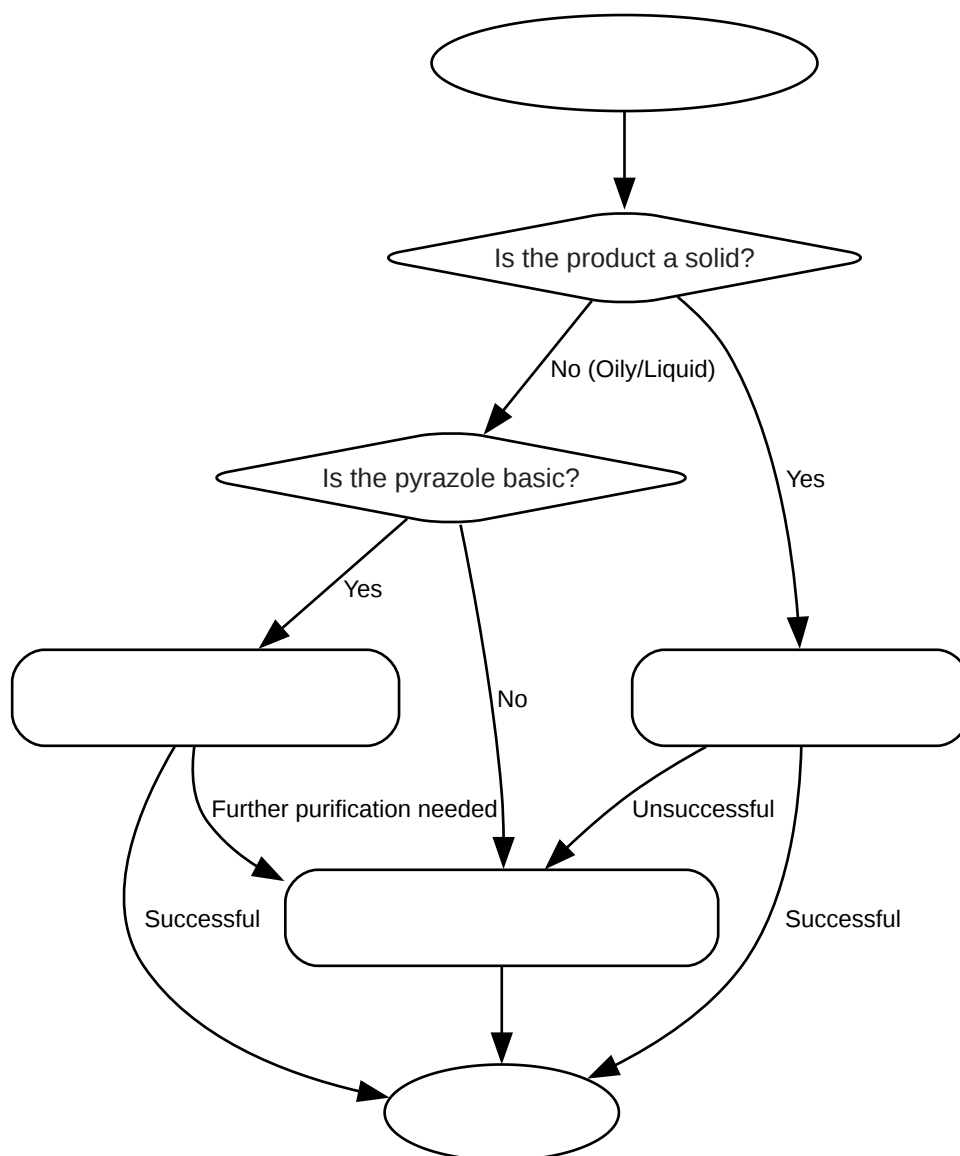 Is the product a solid?
No (Oily/Liquid)
Is the pyrazole basic?
Yes
Yes
No
Further purification needed
Unsuccessful
Successful
Successful